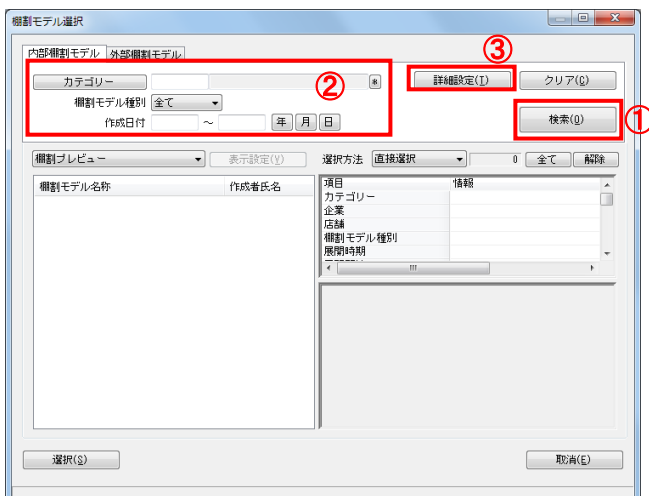 棚割モデル選択
内部棚割モデル 外部棚割モデル
③
カテゴリー * ② 詳細設定(I) クリア(C)
棚割モデル種別 全て
作成日付 ～ 年 月 日 検索(Q) ①
棚割プレビュー 表示設定(V) 選択方法 直接選択 0 全て 解除
棚割モデル名称 作成者氏名 項目 情報
カテゴリー
企業
店舗
棚割モデル種別
展開時期
選択(S) 取消(E)